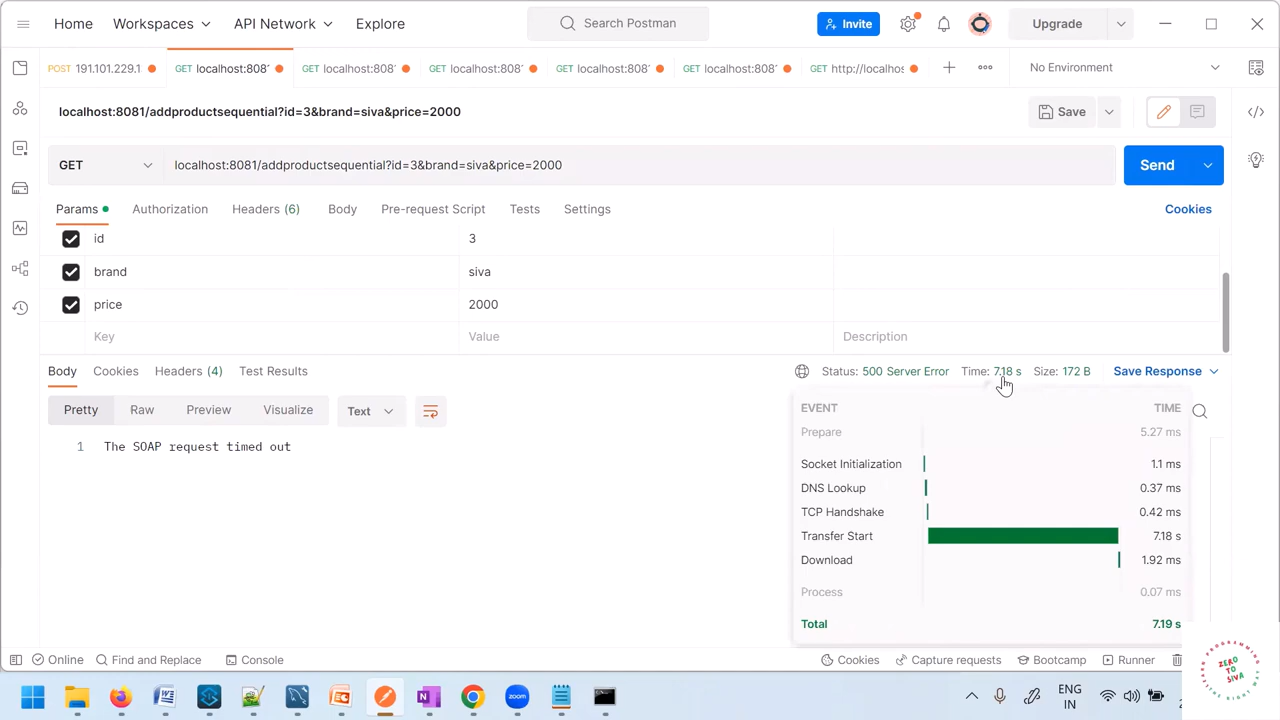 Home Workspaces API Network Explore Search Postman Invite Upgrade
POST 191.101.229.1 GET localhost:808 GET localhost:808 GET localhost:808 GET localhost:808 GET localhost:808 GET http://localhos No Environment
localhost:8081/addproductsequential?id=3&brand=siva&price=2000 Save
GET localhost:8081/addproductsequential?id=3&brand=siva&price=2000 Send
Params Authorization Headers (6) Body Pre-request Script Tests Settings Cookies
id 3
brand siva
price 2000
Key Value Description
Body Cookies Headers (4) Test Results Status: 500 Server Error Time: 7.18 s Size: 172 B Save Response
Pretty Raw Preview Visualize Text
1 The SOAP request timed out
EVENT TIME
Prepare 5.27 ms
Socket Initialization 1.1 ms
DNS Lookup 0.37 ms
TCP Handshake 0.42 ms
Transfer Start 7.18 s
Download 1.92 ms
Process 0.07 ms
Total 7.19 s
Online Find and Replace Console Cookies Capture requests Bootcamp Runner
ENG
IN
PROGRAMMING
ZERO
TO
SIVA
THE RIGHT WAY